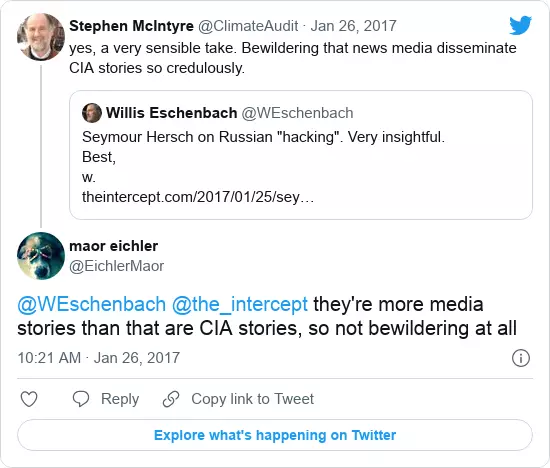 Stephen McIntyre @ClimateAudit · Jan 26, 2017
yes, a very sensible take. Bewildering that news media disseminate
CIA stories so credulously.
Willis Eschenbach @WEschenbach
Seymour Hersch on Russian "hacking". Very insightful.
Best,
w.
theintercept.com/2017/01/25/sey…
maor eichler
@EichlerMaor
@WEschenbach @the_intercept they're more media
stories than that are CIA stories, so not bewildering at all
10:21 AM · Jan 26, 2017
Reply Copy link to Tweet
Explore what's happening on Twitter